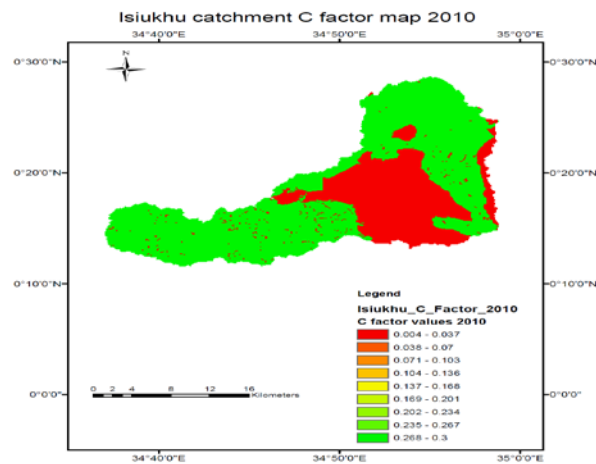 Isiukhu catchment C factor map 2010
34°40'0"E 34°50'0"E 35°0'0"E
N
0°30'0"N 0°30'0"N
0°20'0"N 0°20'0"N
0°10'0"N 0°10'0"N
Legend
Isiukhu_C_Factor_2010
C factor values 2010
0.004 - 0.037
0.038 - 0.07
0.071 - 0.103
0.104 - 0.136
0.137 - 0.168
0.169 - 0.201
0.202 - 0.234
0.235 - 0.267
0.268 - 0.3
0°0'0" 0°0'0"
0 2 4 8 12 16
Kilometers
34°40'0"E 34°50'0"E 35°0'0"E